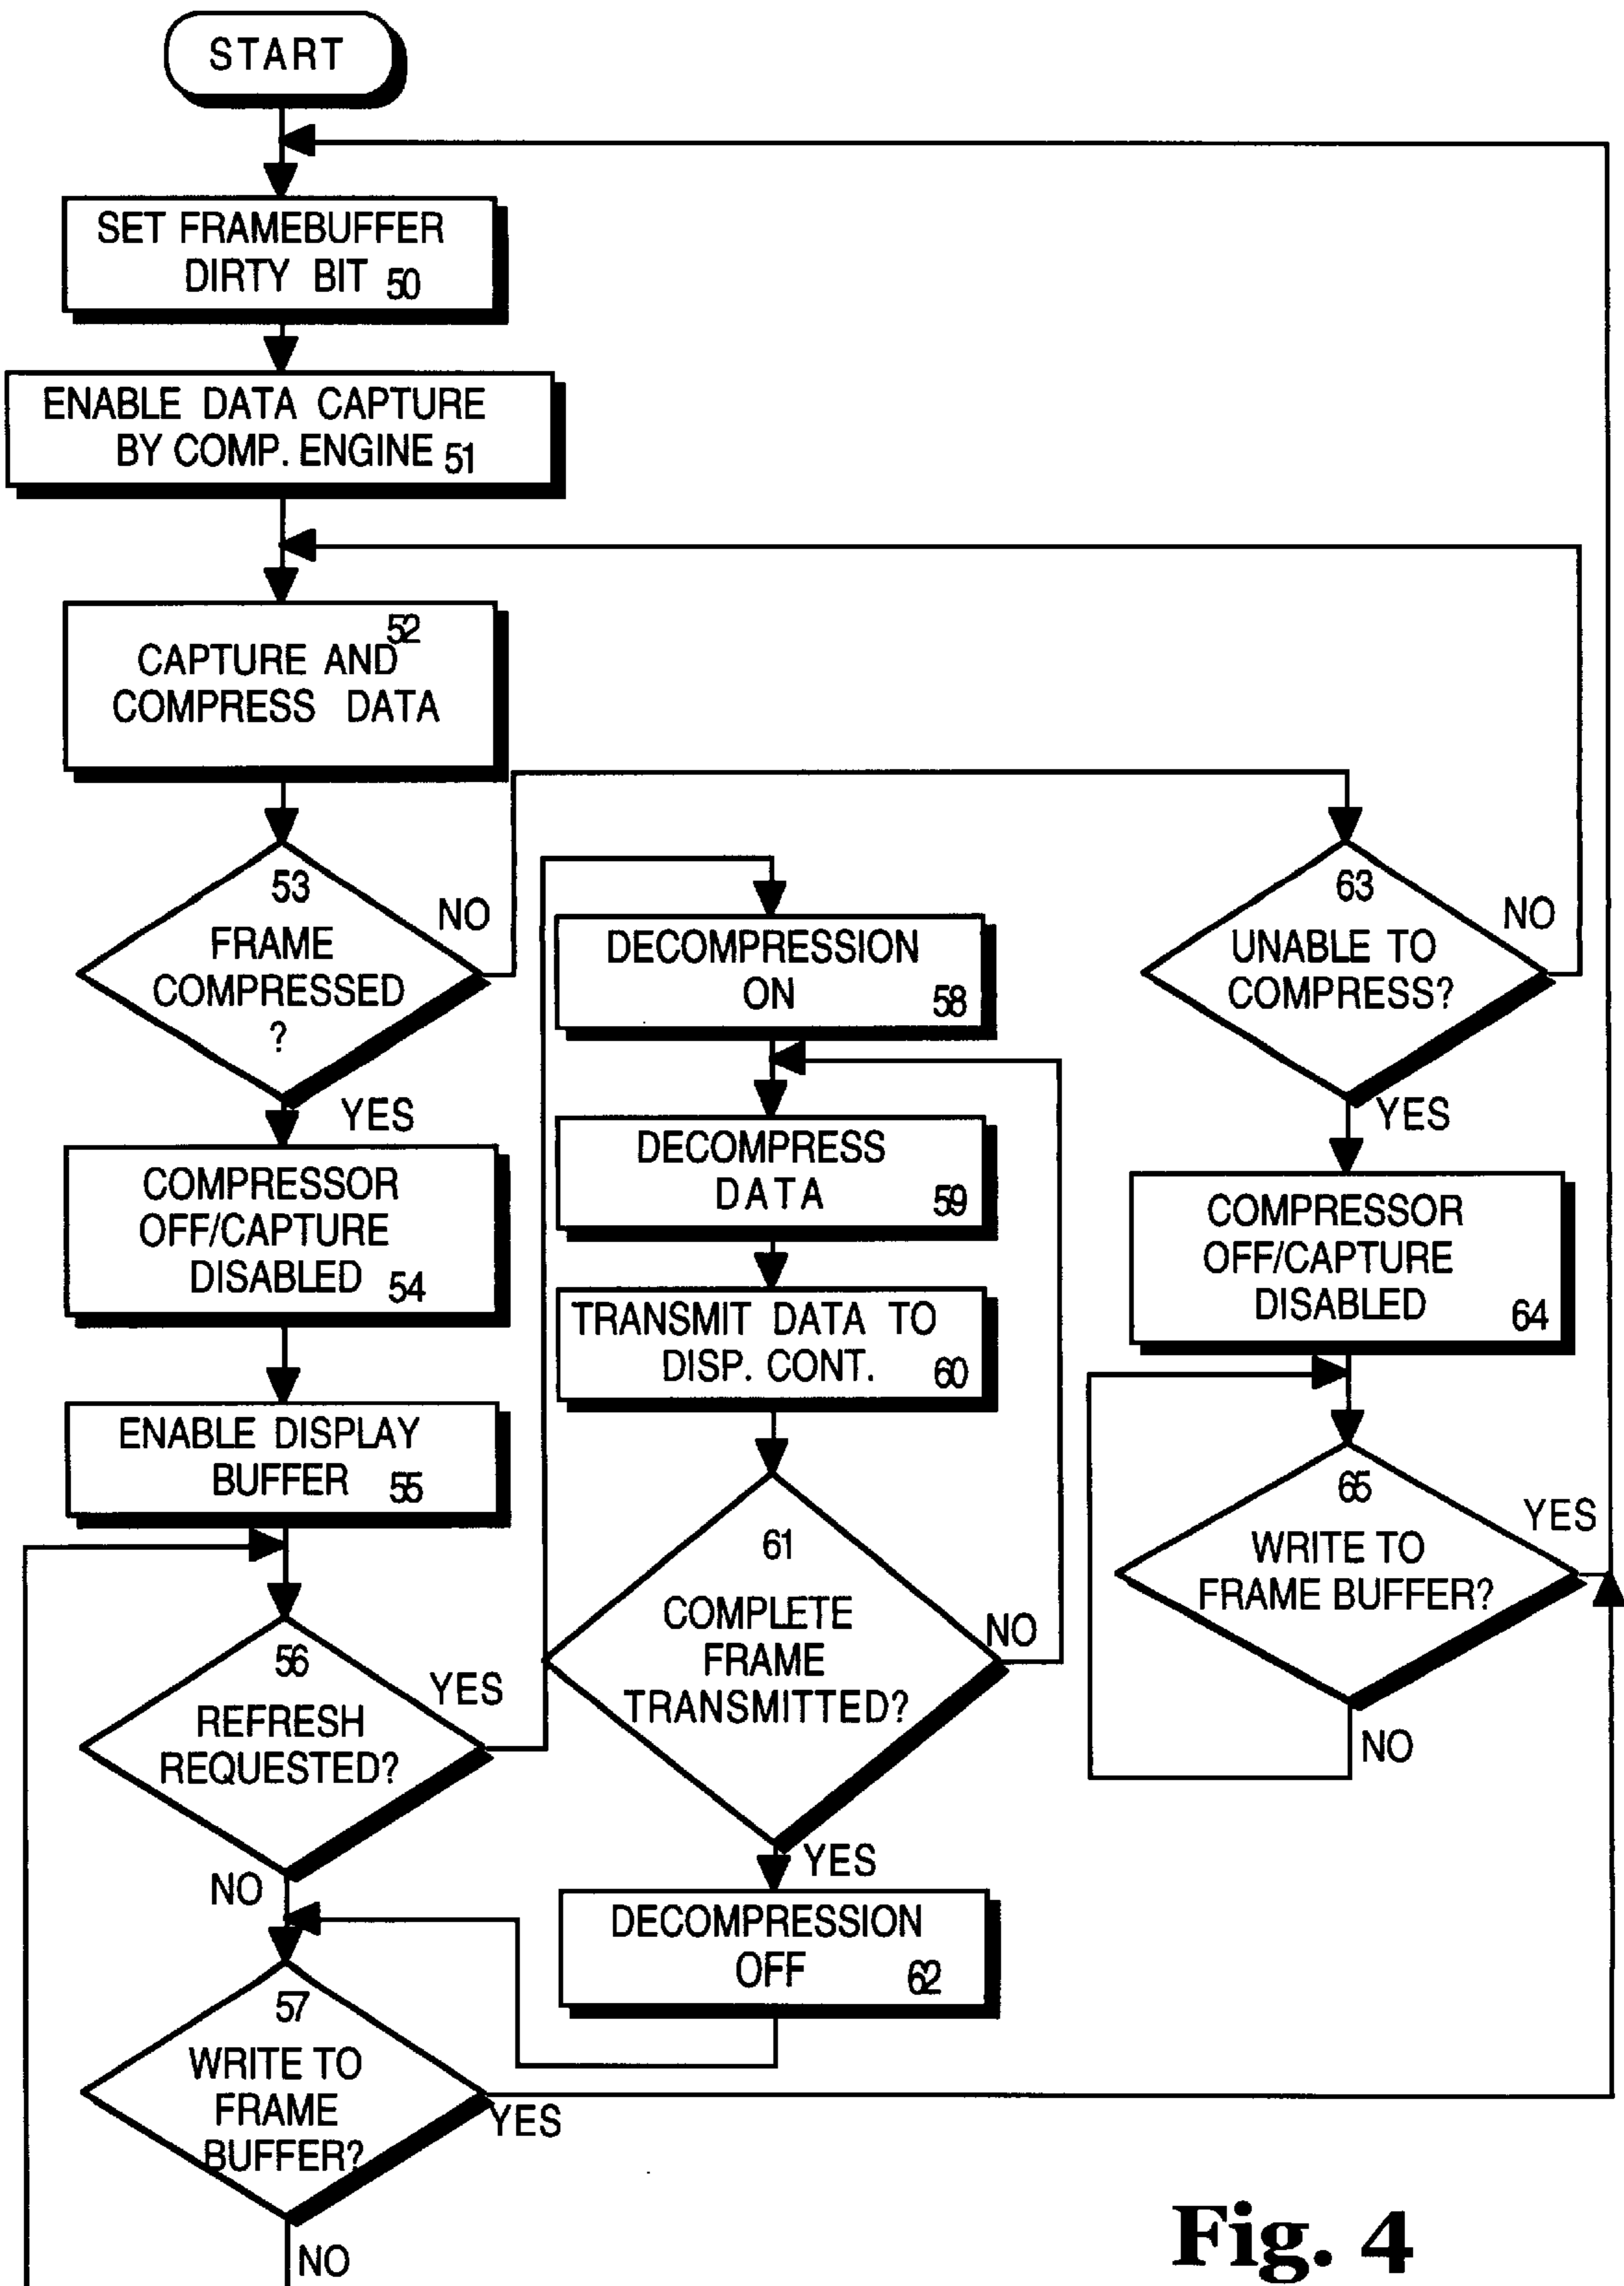 START
SET FRAMEBUFFER
DIRTY BIT 50
ENABLE DATA CAPTURE
BY COMP. ENGINE 51
52
CAPTURE AND
COMPRESS DATA
53
FRAME
COMPRESSED
?
NO
YES
COMPRESSOR
OFF/CAPTURE
DISABLED 54
ENABLE DISPLAY
BUFFER 55
56
REFRESH
REQUESTED?
YES
NO
57
WRITE TO
FRAME
BUFFER?
YES
NO
DECOMPRESSION
ON 58
DECOMPRESS
DATA 59
TRANSMIT DATA TO
DISP. CONT. 60
61
COMPLETE
FRAME
TRANSMITTED?
NO
YES
DECOMPRESSION
OFF 62
63
UNABLE TO
COMPRESS?
NO
YES
COMPRESSOR
OFF/CAPTURE
DISABLED 64
65
WRITE TO
FRAME BUFFER?
YES
NO
Fig. 4